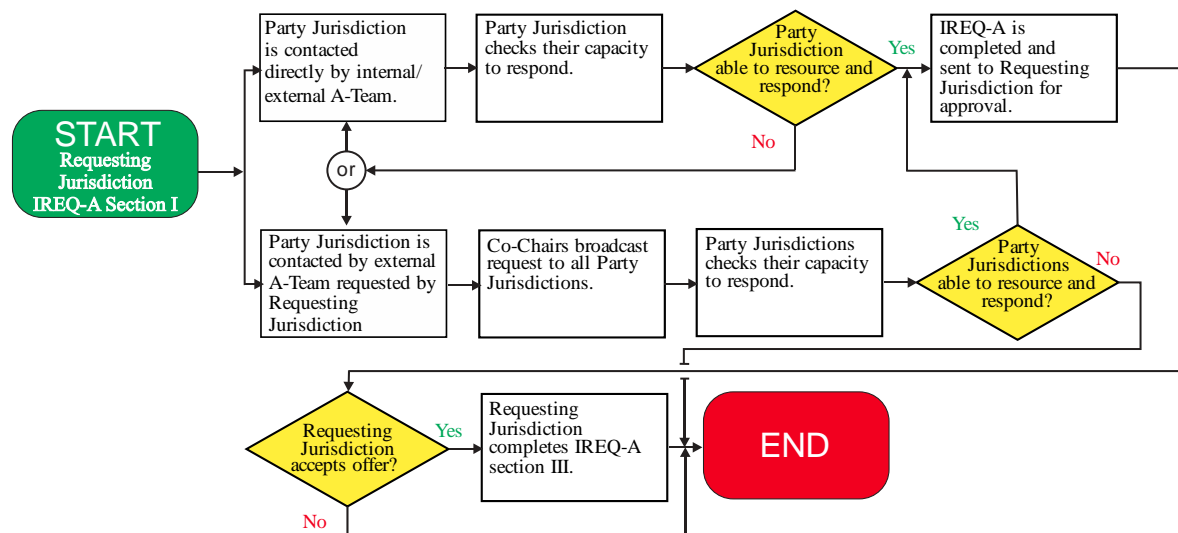 START
Requesting
Jurisdiction
IREQ-A Section I
Party Jurisdiction
is contacted
directly by internal/
external A-Team.
Party Jurisdiction
checks their capacity
to respond.
Party
Jurisdiction
able to resource and
respond?
Yes
No
IREQ-A is
completed and
sent to Requesting
Jurisdiction for
approval.
or
Party Jurisdiction is
contacted by external
A-Team requested by
Requesting
Jurisdiction
Co-Chairs broadcast
request to all Party
Jurisdictions.
Party Jurisdictions
checks their capacity
to respond.
Party
Jurisdictions
able to resource and
respond?
Yes
No
Requesting
Jurisdiction
accepts offer?
Yes
No
Requesting
Jurisdiction
completes IREQ-A
section III.
END